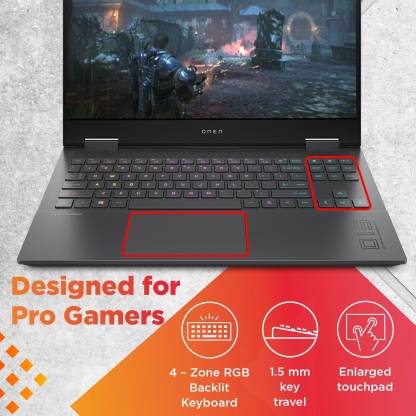 OMEN
Designed for
Pro Gamers
4 – Zone RGB
Backlit
Keyboard
1.5 mm
key
travel
Enlarged
touchpad